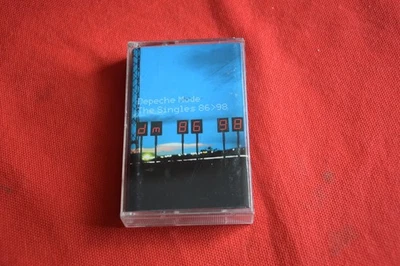 Depeche Mode
The Singles 86>98
dm 86 98